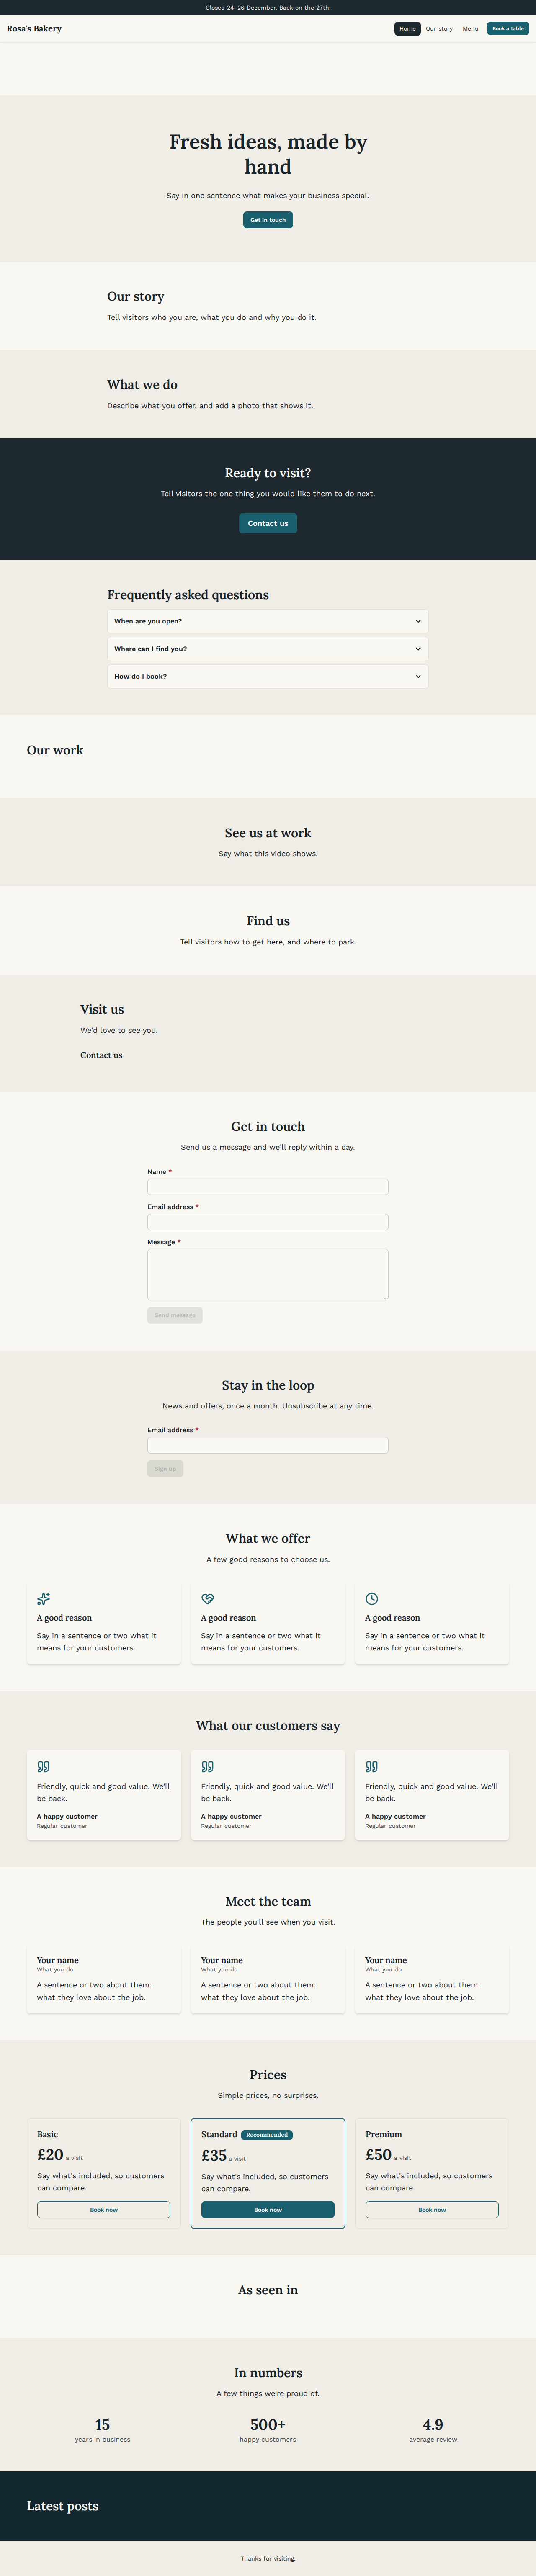 Closed 24–26 December. Back on the 27th.
Rosa's Bakery
Home
Our story
Menu
Book a table
Fresh ideas, made by
hand
Say in one sentence what makes your business special.
Get in touch
Our story
Tell visitors who you are, what you do and why you do it.
What we do
Describe what you offer, and add a photo that shows it.
Ready to visit?
Tell visitors the one thing you would like them to do next.
Contact us
Frequently asked questions
When are you open?
Where can I find you?
How do I book?
Our work
See us at work
Say what this video shows.
Find us
Tell visitors how to get here, and where to park.
Visit us
We'd love to see you.
Contact us
Get in touch
Send us a message and we'll reply within a day.
Name *
Email address *
Message *
Send message
Stay in the loop
News and offers, once a month. Unsubscribe at any time.
Email address *
Sign up
What we offer
A few good reasons to choose us.
A good reason
Say in a sentence or two what it
means for your customers.
A good reason
Say in a sentence or two what it
means for your customers.
A good reason
Say in a sentence or two what it
means for your customers.
What our customers say
Friendly, quick and good value. We'll
be back.
A happy customer
Regular customer
Friendly, quick and good value. We'll
be back.
A happy customer
Regular customer
Friendly, quick and good value. We'll
be back.
A happy customer
Regular customer
Meet the team
The people you'll see when you visit.
Your name
What you do
A sentence or two about them:
what they love about the job.
Your name
What you do
A sentence or two about them:
what they love about the job.
Your name
What you do
A sentence or two about them:
what they love about the job.
Prices
Simple prices, no surprises.
Basic
£20 a visit
Say what's included, so customers
can compare.
Book now
Standard Recommended
£35 a visit
Say what's included, so customers
can compare.
Book now
Premium
£50 a visit
Say what's included, so customers
can compare.
Book now
As seen in
In numbers
A few things we're proud of.
15
years in business
500+
happy customers
4.9
average review
Latest posts
Thanks for visiting.